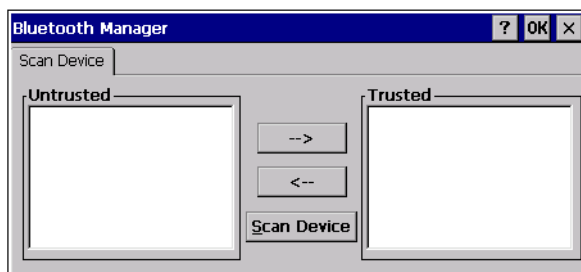 Bluetooth Manager ? OK ×
Scan Device
Untrusted
Trusted
-->
<--
Scan Device